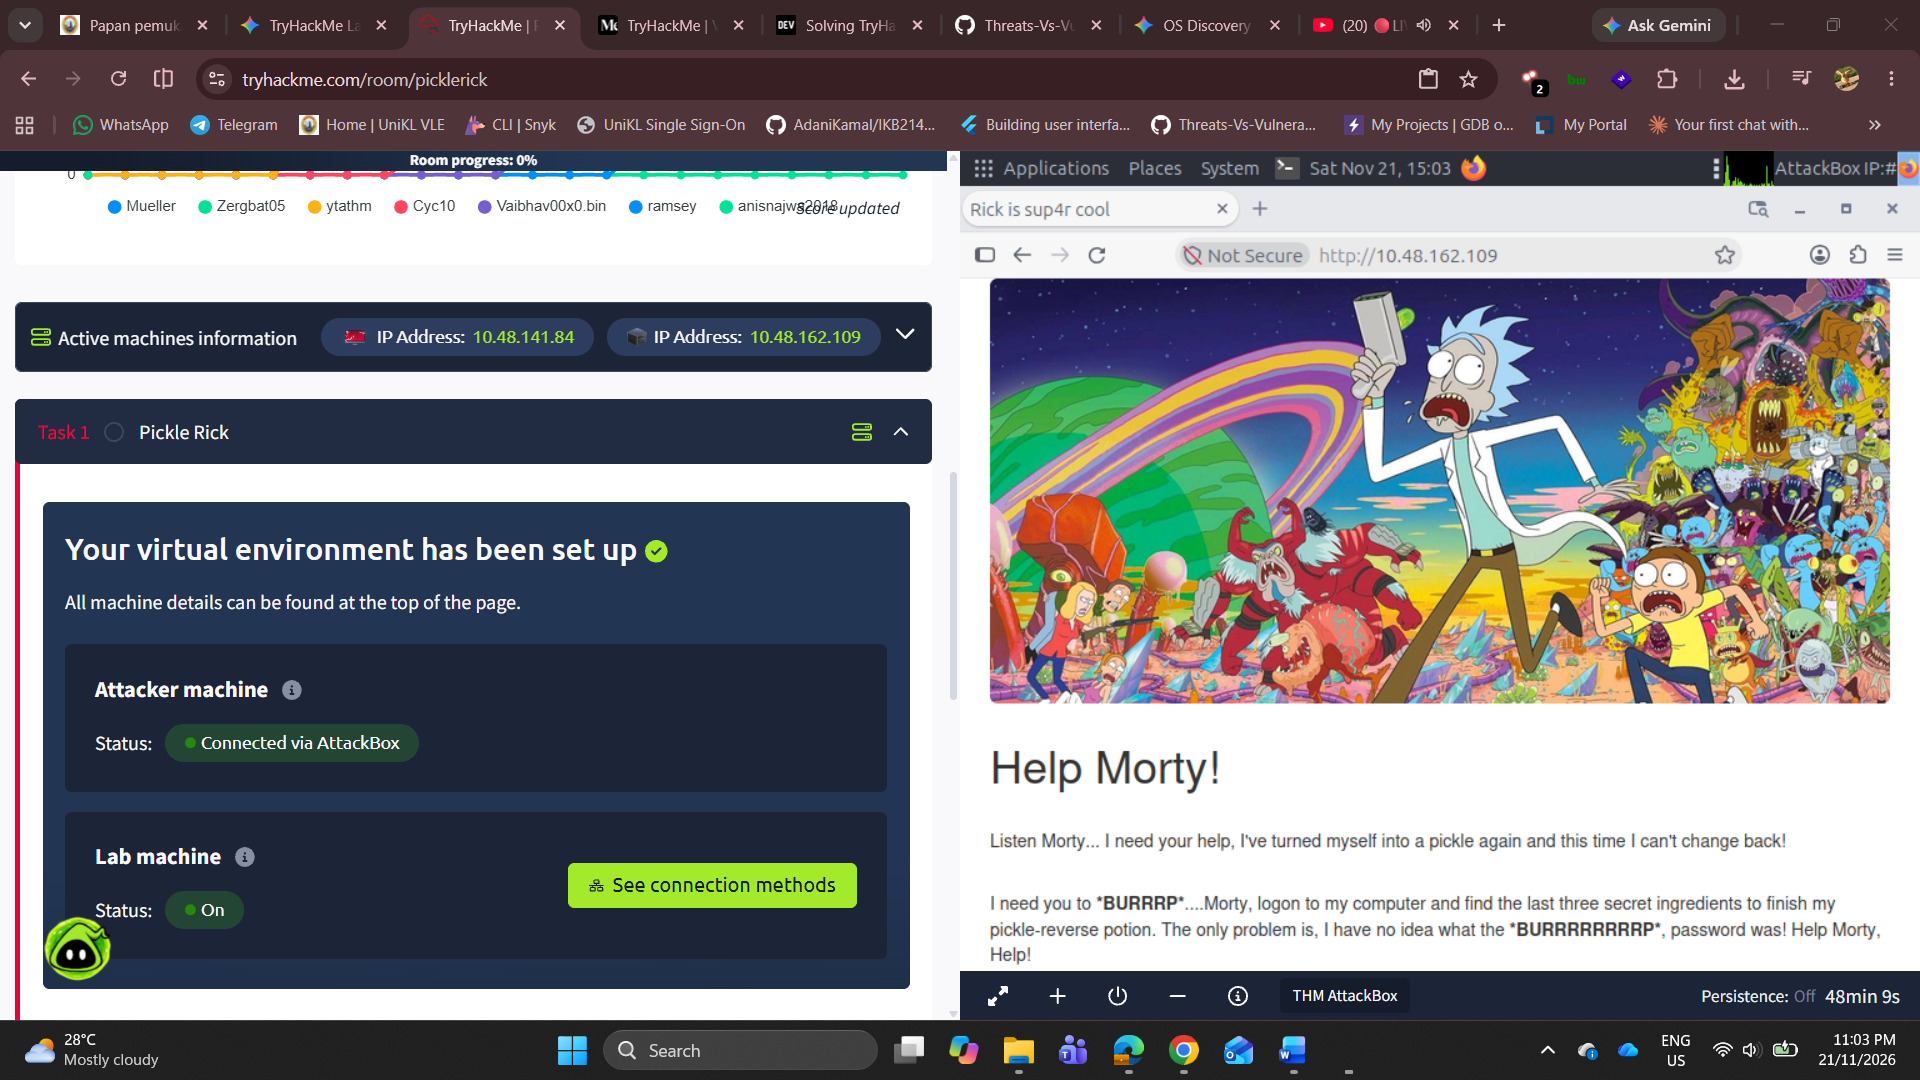 Papan pemuk
TryHackMe La
TryHackMe | P
TryHackMe | V
Solving TryHa
Threats-Vs-Vu
OS Discovery
(20) 🔴 LIV
Ask Gemini
tryhackme.com/room/picklerick
2
bw
WhatsApp
Telegram
Home | UniKL VLE
CLI | Snyk
UniKL Single Sign-On
AdaniKamal/IKB214...
Building user interfa...
Threats-Vs-Vulnera...
My Projects | GDB o...
My Portal
Your first chat with...
Room progress: 0%
0
Mueller
Zergbat05
ytathm
Cyc10
Vaibhav00x0.bin
ramsey
anisnajwa2018
Score updated
Active machines information
IP Address: 10.48.141.84
IP Address: 10.48.162.109
Task 1
Pickle Rick
Your virtual environment has been set up
All machine details can be found at the top of the page.
Attacker machine
Status: Connected via AttackBox
Lab machine
Status: On
See connection methods
Applications
Places
System
Sat Nov 21, 15:03
AttackBox IP:#
Rick is sup4r cool
Not Secure
http://10.48.162.109
Help Morty!
Listen Morty... I need your help, I've turned myself into a pickle again and this time I can't change back!
I need you to *BURRRP*....Morty, logon to my computer and find the last three secret ingredients to finish my
pickle-reverse potion. The only problem is, I have no idea what the *BURRRRRRRRP*, password was! Help Morty,
Help!
THM AttackBox
Persistence: Off
48min 9s
28°C
Mostly cloudy
Search
ENG
US
11:03 PM
21/11/2026